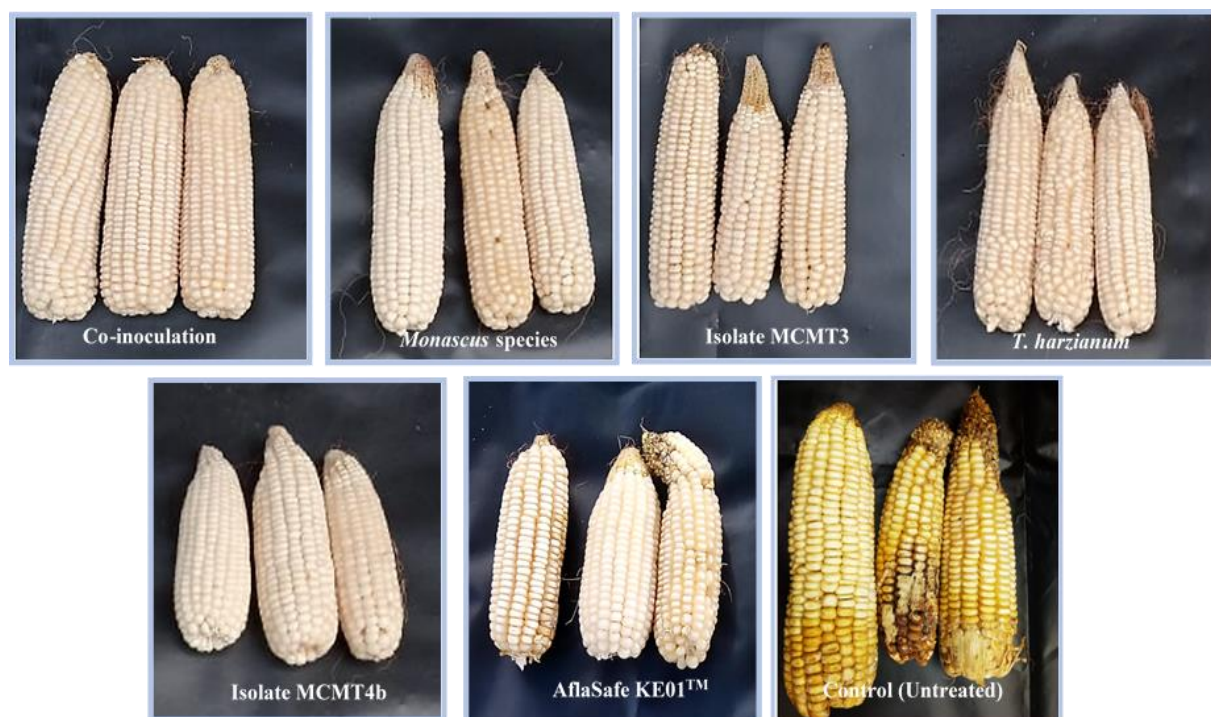 Co-inoculation
Monascus species
Isolate MCMT3
T. harzianum
Isolate MCMT4b
AflaSafe KE01™
Control (Untreated)